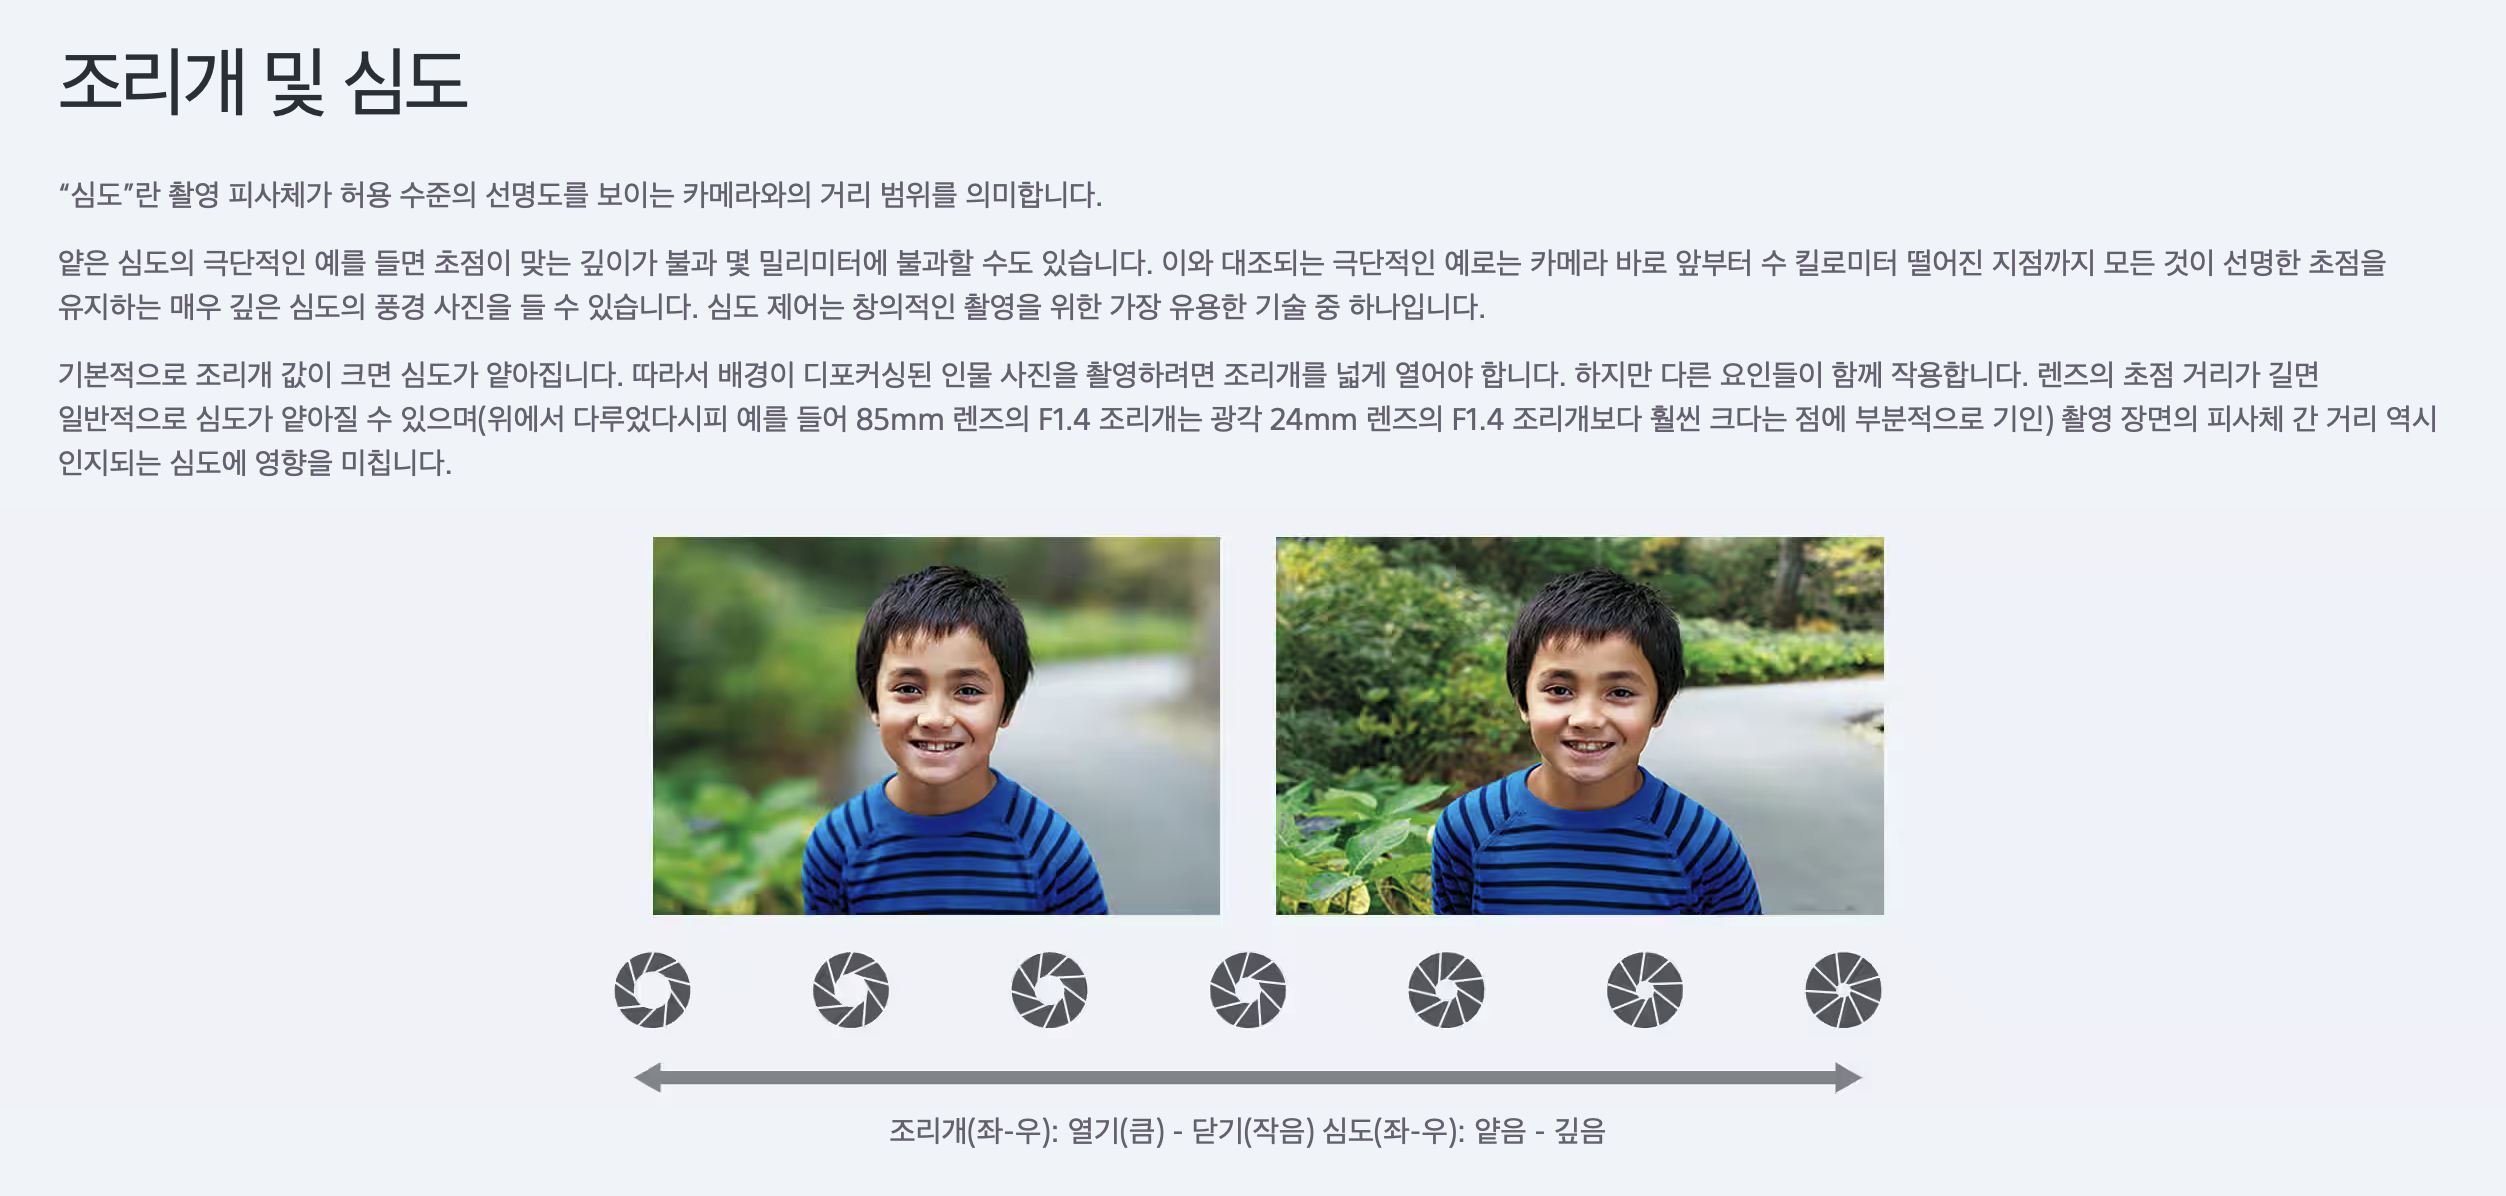 조리개 및 심도
“심도”란 촬영 피사체가 허용 수준의 선명도를 보이는 카메라와의 거리 범위를 의미합니다.
얕은 심도의 극단적인 예를 들면 초점이 맞는 깊이가 불과 몇 밀리미터에 불과할 수도 있습니다. 이와 대조되는 극단적인 예로는 카메라 바로 앞부터 수 킬로미터 떨어진 지점까지 모든 것이 선명한 초점을
유지하는 매우 깊은 심도의 풍경 사진을 들 수 있습니다. 심도 제어는 창의적인 촬영을 위한 가장 유용한 기술 중 하나입니다.
기본적으로 조리개 값이 크면 심도가 얕아집니다. 따라서 배경이 디포커싱된 인물 사진을 촬영하려면 조리개를 넓게 열어야 합니다. 하지만 다른 요인들이 함께 작용합니다. 렌즈의 초점 거리가 길면
일반적으로 심도가 얕아질 수 있으며(위에서 다루었다시피 예를 들어 85mm 렌즈의 F1.4 조리개는 광각 24mm 렌즈의 F1.4 조리개보다 훨씬 크다는 점에 부분적으로 기인) 촬영 장면의 피사체 간 거리 역시
인지되는 심도에 영향을 미칩니다.
조리개(좌-우): 열기(큼) - 닫기(작음) 심도(좌-우): 얕음 - 깊음